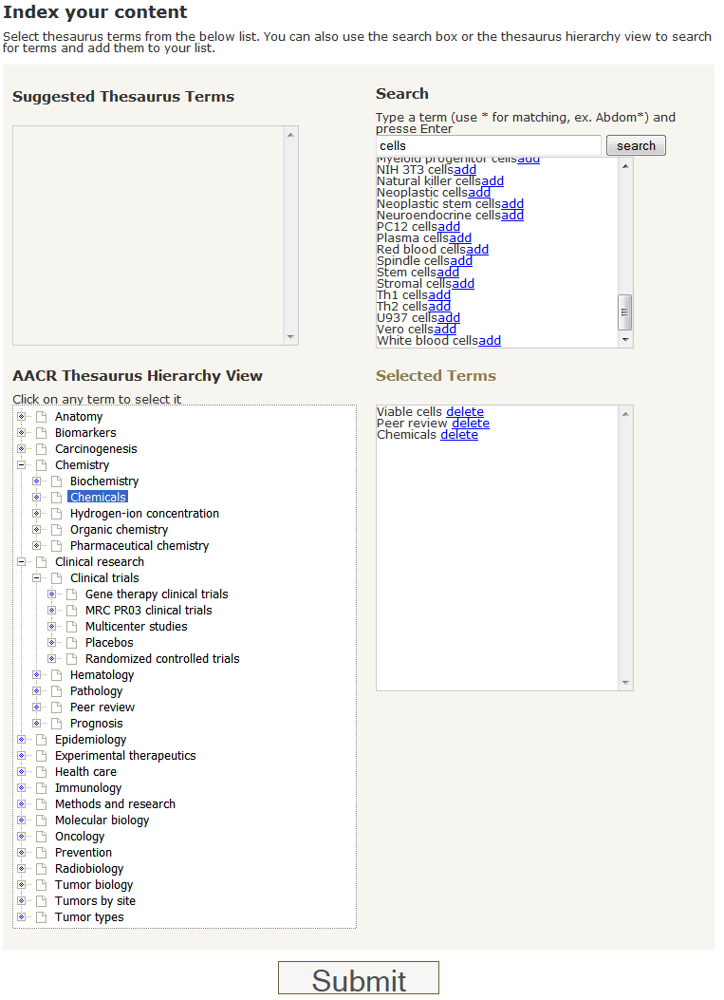 Index your content
Select thesaurus terms from the below list. You can also use the search box or the thesaurus hierarchy view to search
for terms and add them to your list.
Suggested Thesaurus Terms
Search
Type a term (use * for matching, ex. Abdom*) and
presse Enter
cells
search
Myeloid progenitor cellsadd
NIH 3T3 cellsadd
Natural killer cellsadd
Neoplastic cellsadd
Neoplastic stem cellsadd
Neuroendocrine cellsadd
PC12 cellsadd
Plasma cellsadd
Red blood cellsadd
Spindle cellsadd
Stem cellsadd
Stromal cellsadd
Th1 cellsadd
Th2 cellsadd
U937 cellsadd
Vero cellsadd
White blood cellsadd
AACR Thesaurus Hierarchy View
Click on any term to select it
Anatomy
Biomarkers
Carcinogenesis
Chemistry
Biochemistry
Chemicals
Hydrogen-ion concentration
Organic chemistry
Pharmaceutical chemistry
Clinical research
Clinical trials
Gene therapy clinical trials
MRC PR03 clinical trials
Multicenter studies
Placebos
Randomized controlled trials
Hematology
Pathology
Peer review
Prognosis
Epidemiology
Experimental therapeutics
Health care
Immunology
Methods and research
Molecular biology
Oncology
Prevention
Radiobiology
Tumor biology
Tumors by site
Tumor types
Selected Terms
Viable cells delete
Peer review delete
Chemicals delete
Submit